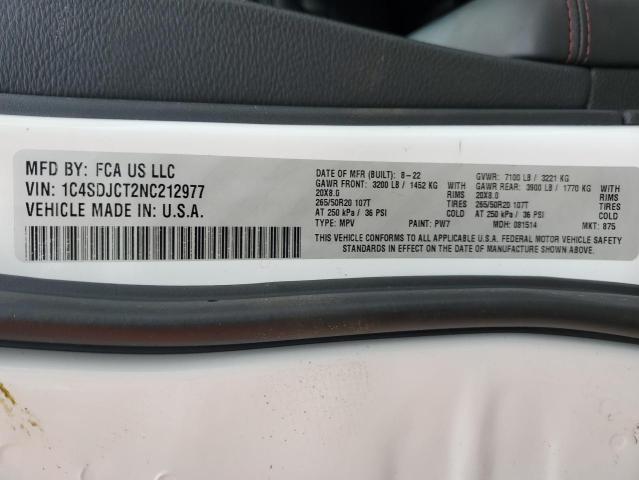 MFD BY: FCA US LLC
VIN: 1C4SDJCT2NC212977
VEHICLE MADE IN: U.S.A.
DATE OF MFR (BUILT): 8-22 GVWR: 7100 LB / 3221 KG
GAWR FRONT: 3200 LB / 1452 KG WITH GAWR REAR: 3900 LB / 1770 KG WITH
20X8.0 RIMS 20X8.0 RIMS
265/50R20 107T TIRES 265/50R20 107T TIRES
AT 250 kPa / 36 PSI COLD AT 250 kPa / 36 PSI COLD
TYPE: MPV PAINT: PW7 MDH: 081514 MKT: 875
THIS VEHICLE CONFORMS TO ALL APPLICABLE U.S.A. FEDERAL MOTOR VEHICLE SAFETY
STANDARDS IN EFFECT ON THE DATE OF MANUFACTURE SHOWN ABOVE.